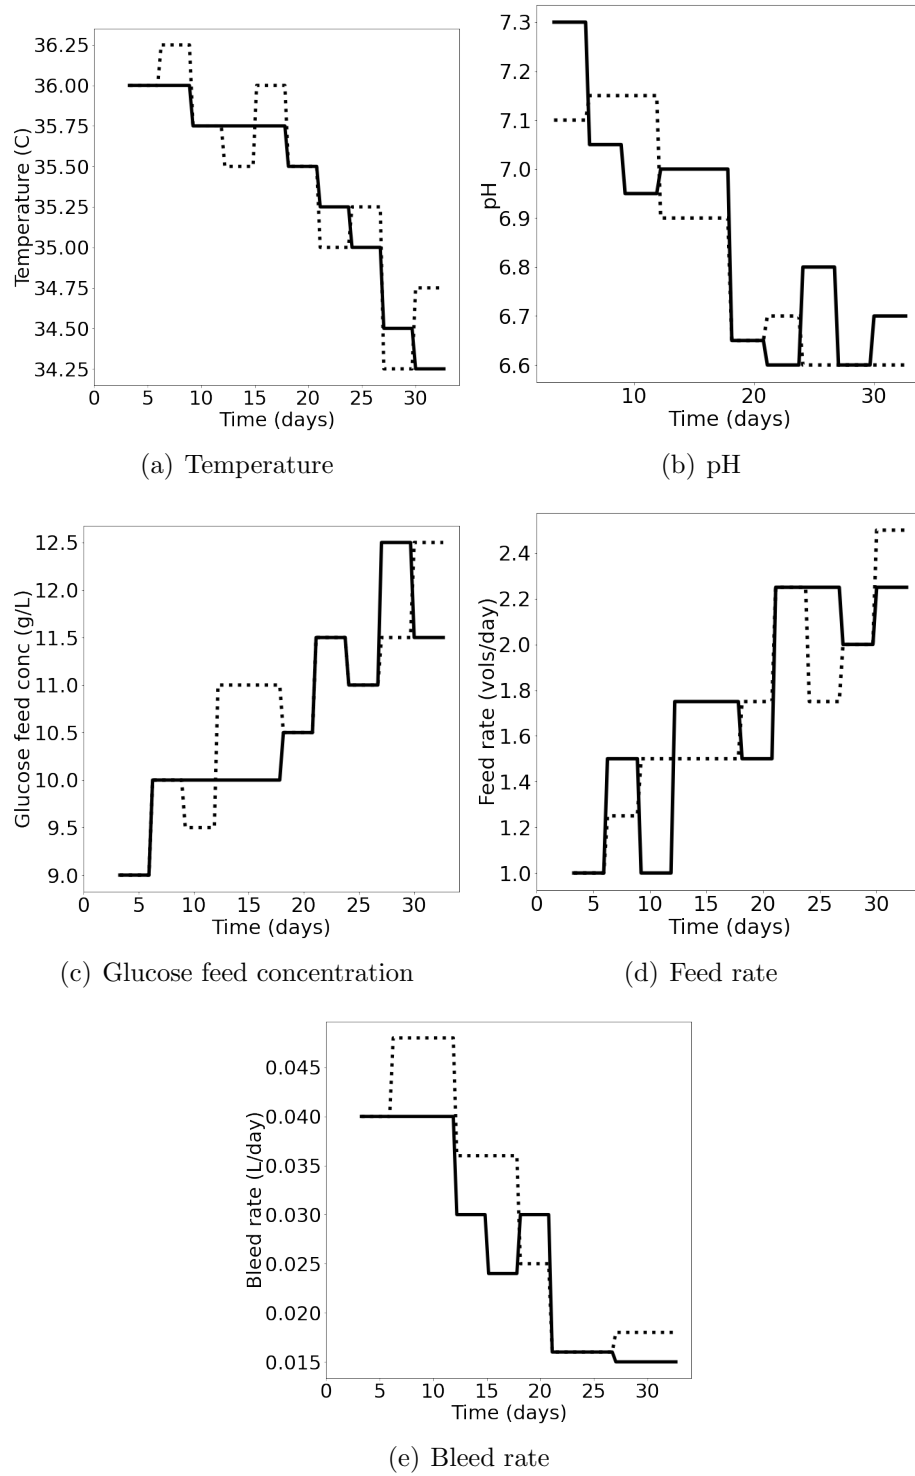 Temperature (C)
36.25
36.00
35.75
35.50
35.25
35.00
34.75
34.50
34.25
0 5 10 15 20 25 30
Time (days)
(a) Temperature
pH
7.3
7.2
7.1
7.0
6.9
6.8
6.7
6.6
10 20 30
Time (days)
(b) pH
Glucose feed conc (g/L)
12.5
12.0
11.5
11.0
10.5
10.0
9.5
9.0
0 5 10 15 20 25 30
Time (days)
(c) Glucose feed concentration
Feed rate (vols/day)
2.4
2.2
2.0
1.8
1.6
1.4
1.2
1.0
0 5 10 15 20 25 30
Time (days)
(d) Feed rate
Bleed rate (L/day)
0.045
0.040
0.035
0.030
0.025
0.020
0.015
0 5 10 15 20 25 30
Time (days)
(e) Bleed rate